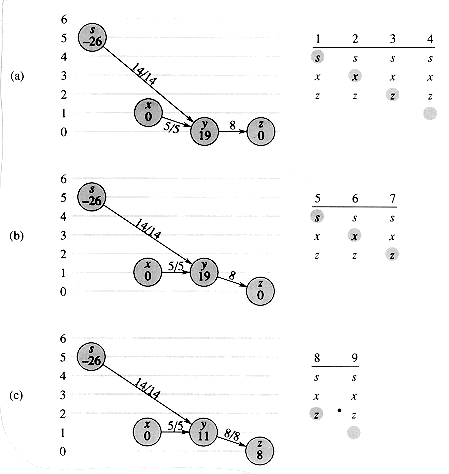 6
5 s
−26
4 14/14
(a) 3
2 x y z
1 0 5/5 19 8 0
0
1 2 3 4
s s s s
x x x x
z z z z
6
5 s
−26
4 14/14
(b) 3
2 x 5/5 y 8
1 0 19 z
0 0
5 6 7
s s s
x x x
z z z
6
5 s
−26
4 14/14
(c) 3
2 x 5/5 y 8/8
1 0 11 z
0 8
8 9
s s
x x
z z